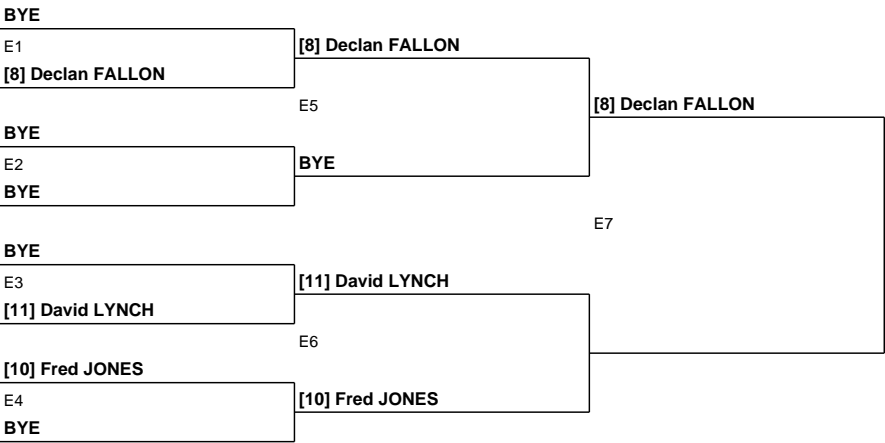 BYE
E1
[8] Declan FALLON
BYE
E2
BYE
BYE
E3
[11] David LYNCH
[10] Fred JONES
E4
BYE
[8] Declan FALLON
E5
BYE
[11] David LYNCH
E6
[10] Fred JONES
[8] Declan FALLON
E7